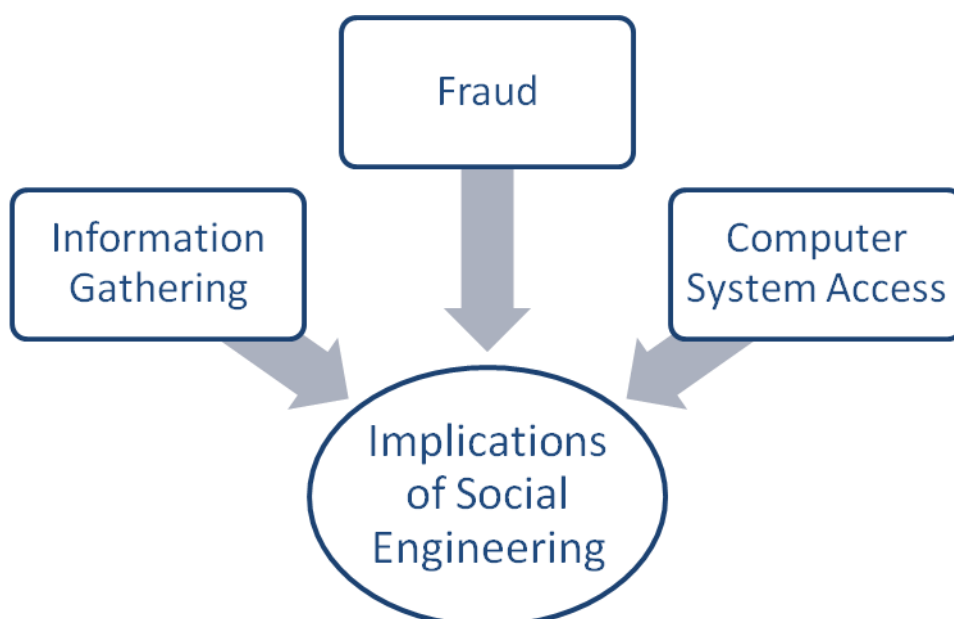 Fraud
Information
Gathering
Computer
System Access
Implications
of Social
Engineering